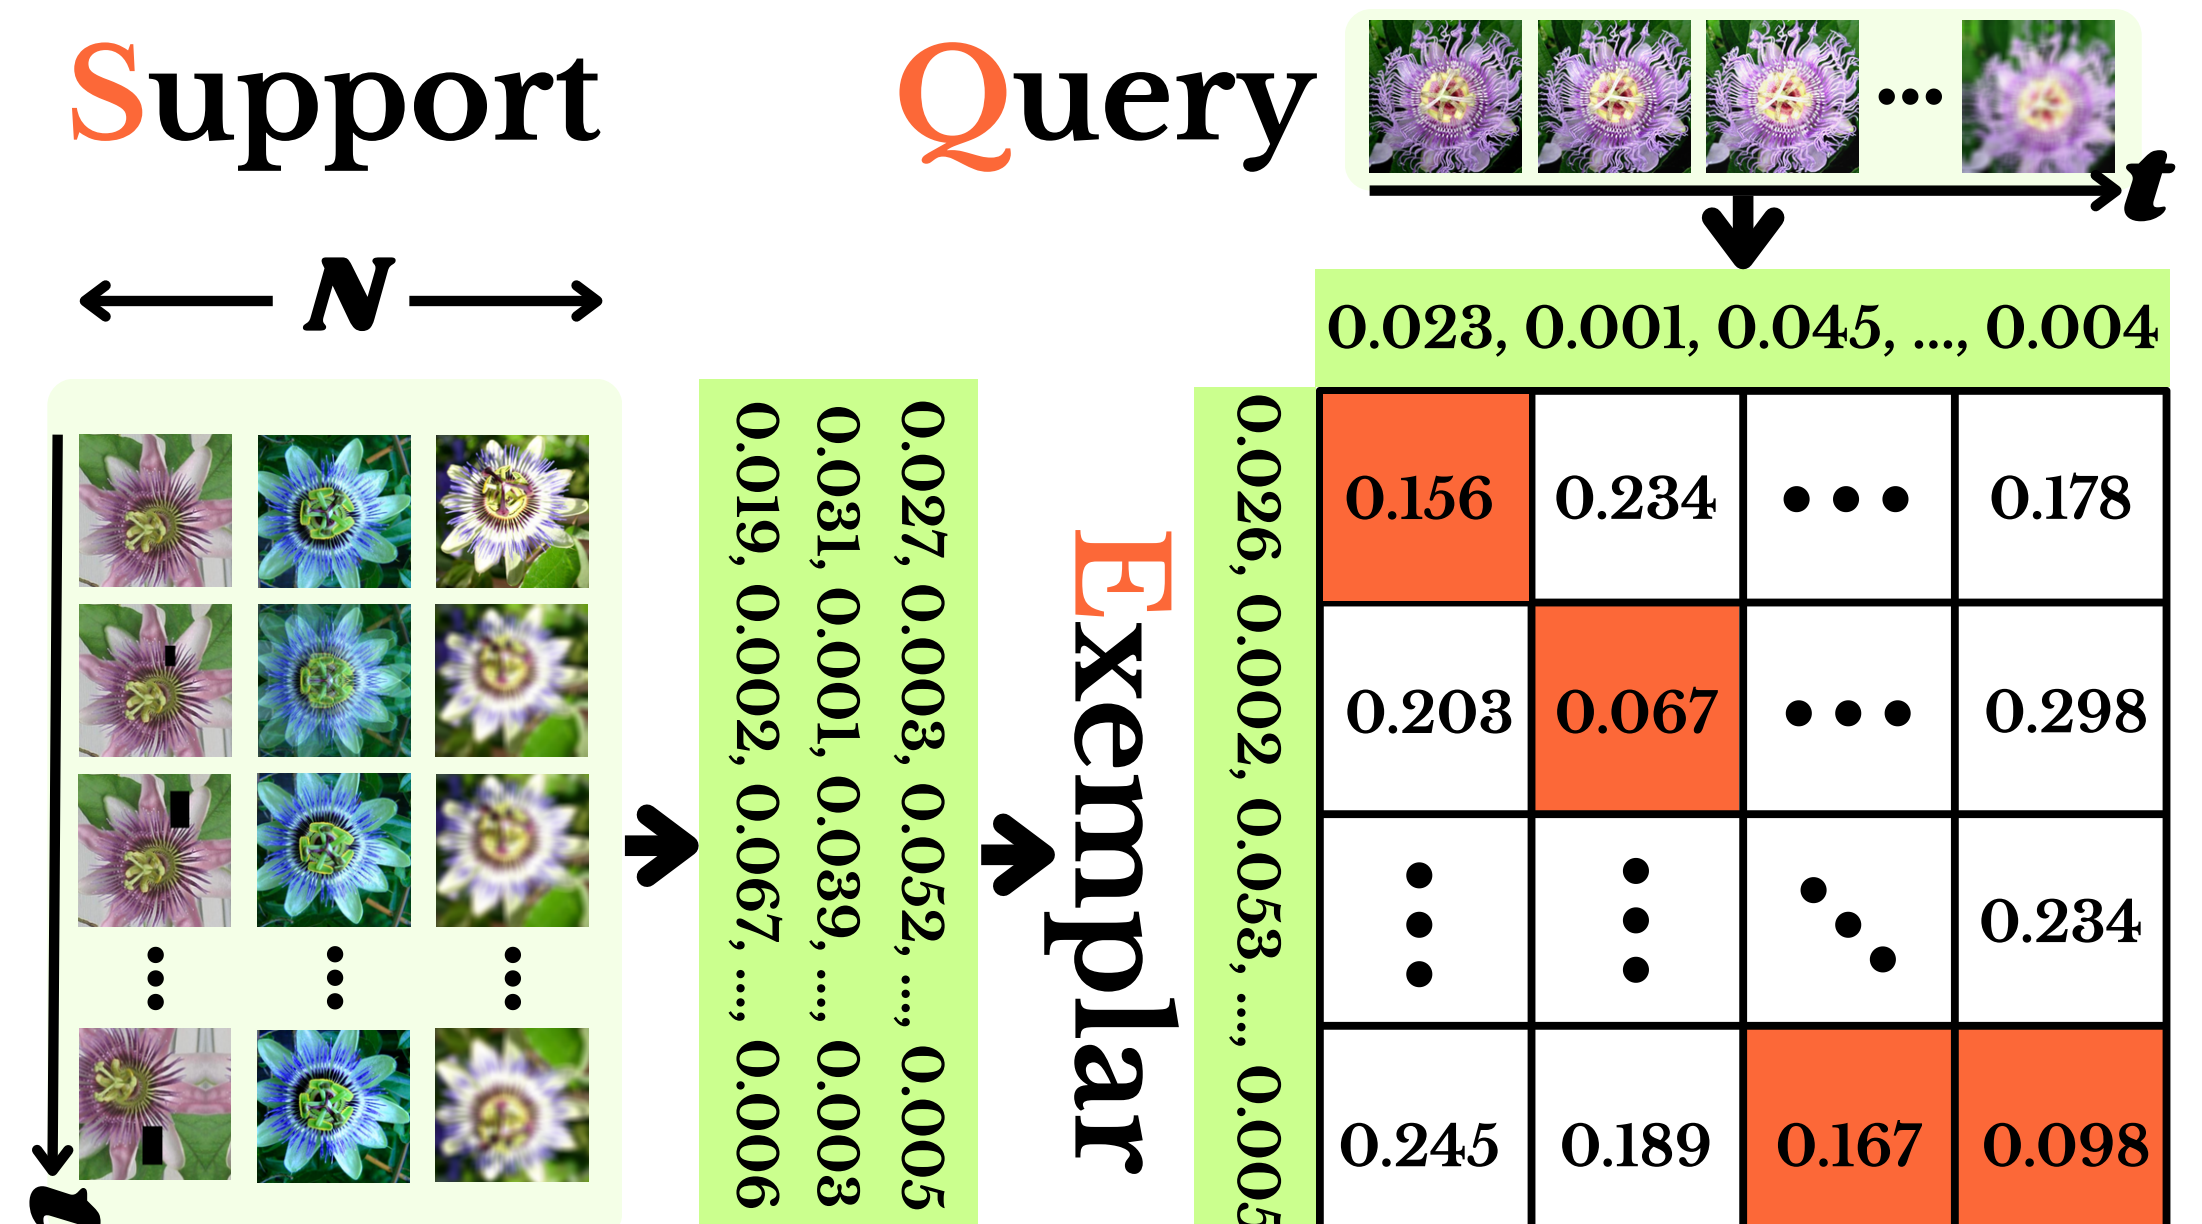 Support
Query
t
N
0.023, 0.001, 0.045, ..., 0.004
0.019, 0.002, 0.067, ..., 0.006
0.031, 0.001, 0.039, ..., 0.003
0.027, 0.003, 0.052, ..., 0.005
Exemplar
0.026, 0.002, 0.053, ..., 0.005
0.156 0.234 ... 0.178
0.203 0.067 ... 0.298
0.234
0.245 0.189 0.167 0.098